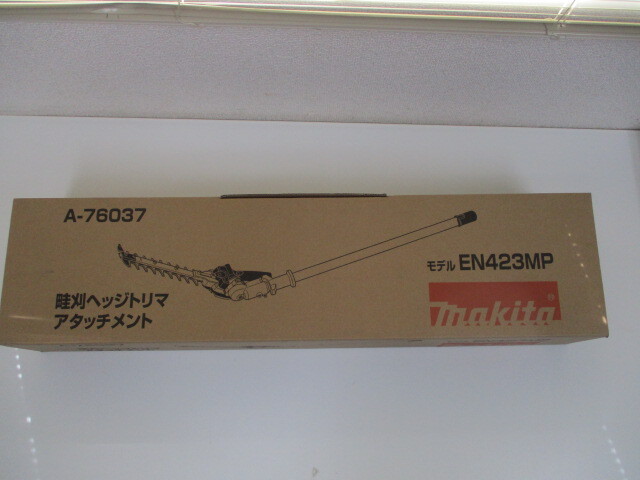 A-76037
畦刈ヘッジトリマ
アタッチメント
モデル EN423MP
makita®